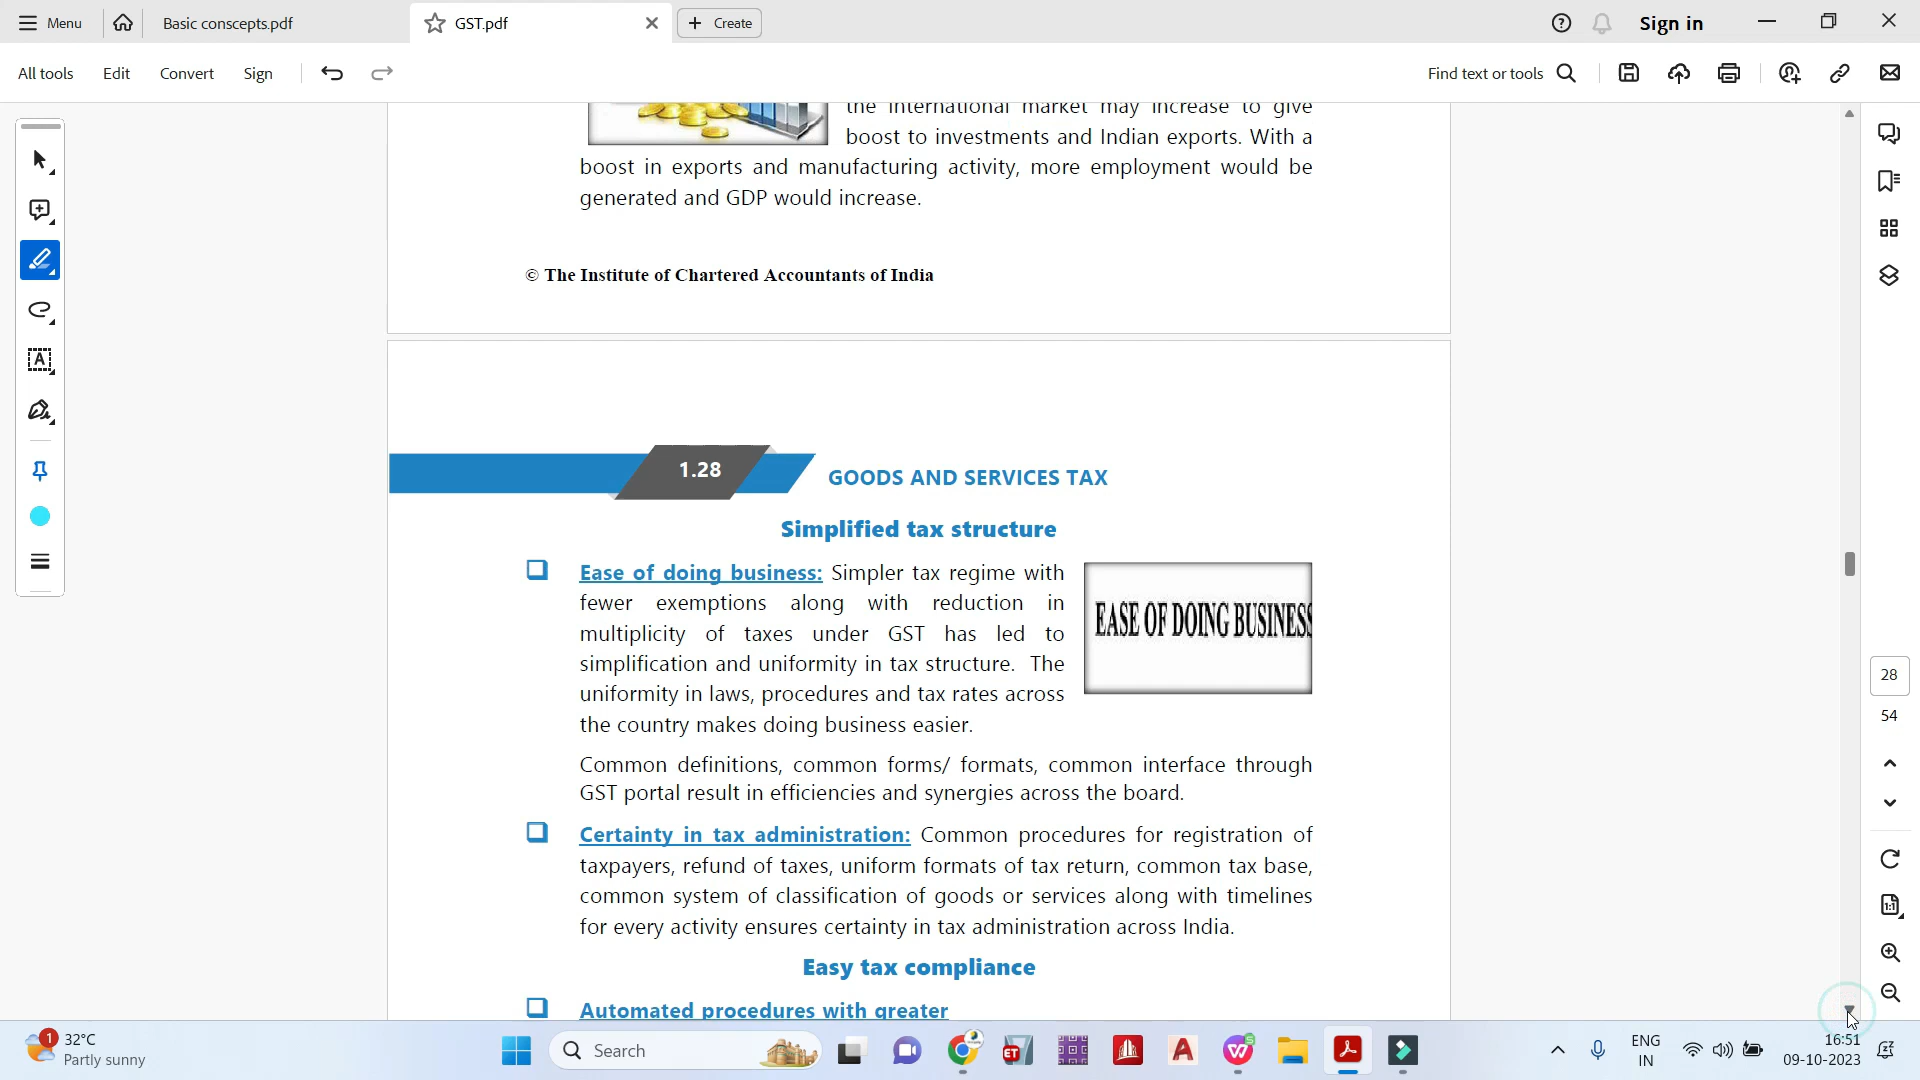 Menu
Basic conscepts.pdf
GST.pdf
Create
Sign in
All tools
Edit
Convert
Sign
Find text or tools
the international market may increase to give
boost to investments and Indian exports. With a
boost in exports and manufacturing activity, more employment would be
generated and GDP would increase.
© The Institute of Chartered Accountants of India
1.28
GOODS AND SERVICES TAX
Simplified tax structure
Ease of doing business: Simpler tax regime with
fewer exemptions along with reduction in
multiplicity of taxes under GST has led to
simplification and uniformity in tax structure. The
uniformity in laws, procedures and tax rates across
the country makes doing business easier.
EASE OF DOING BUSINESS
Common definitions, common forms/ formats, common interface through
GST portal result in efficiencies and synergies across the board.
Certainty in tax administration: Common procedures for registration of
taxpayers, refund of taxes, uniform formats of tax return, common tax base,
common system of classification of goods or services along with timelines
for every activity ensures certainty in tax administration across India.
Easy tax compliance
Automated procedures with greater
28
54
1
32°C
Partly sunny
Search
ENG
IN
16:51
09-10-2023